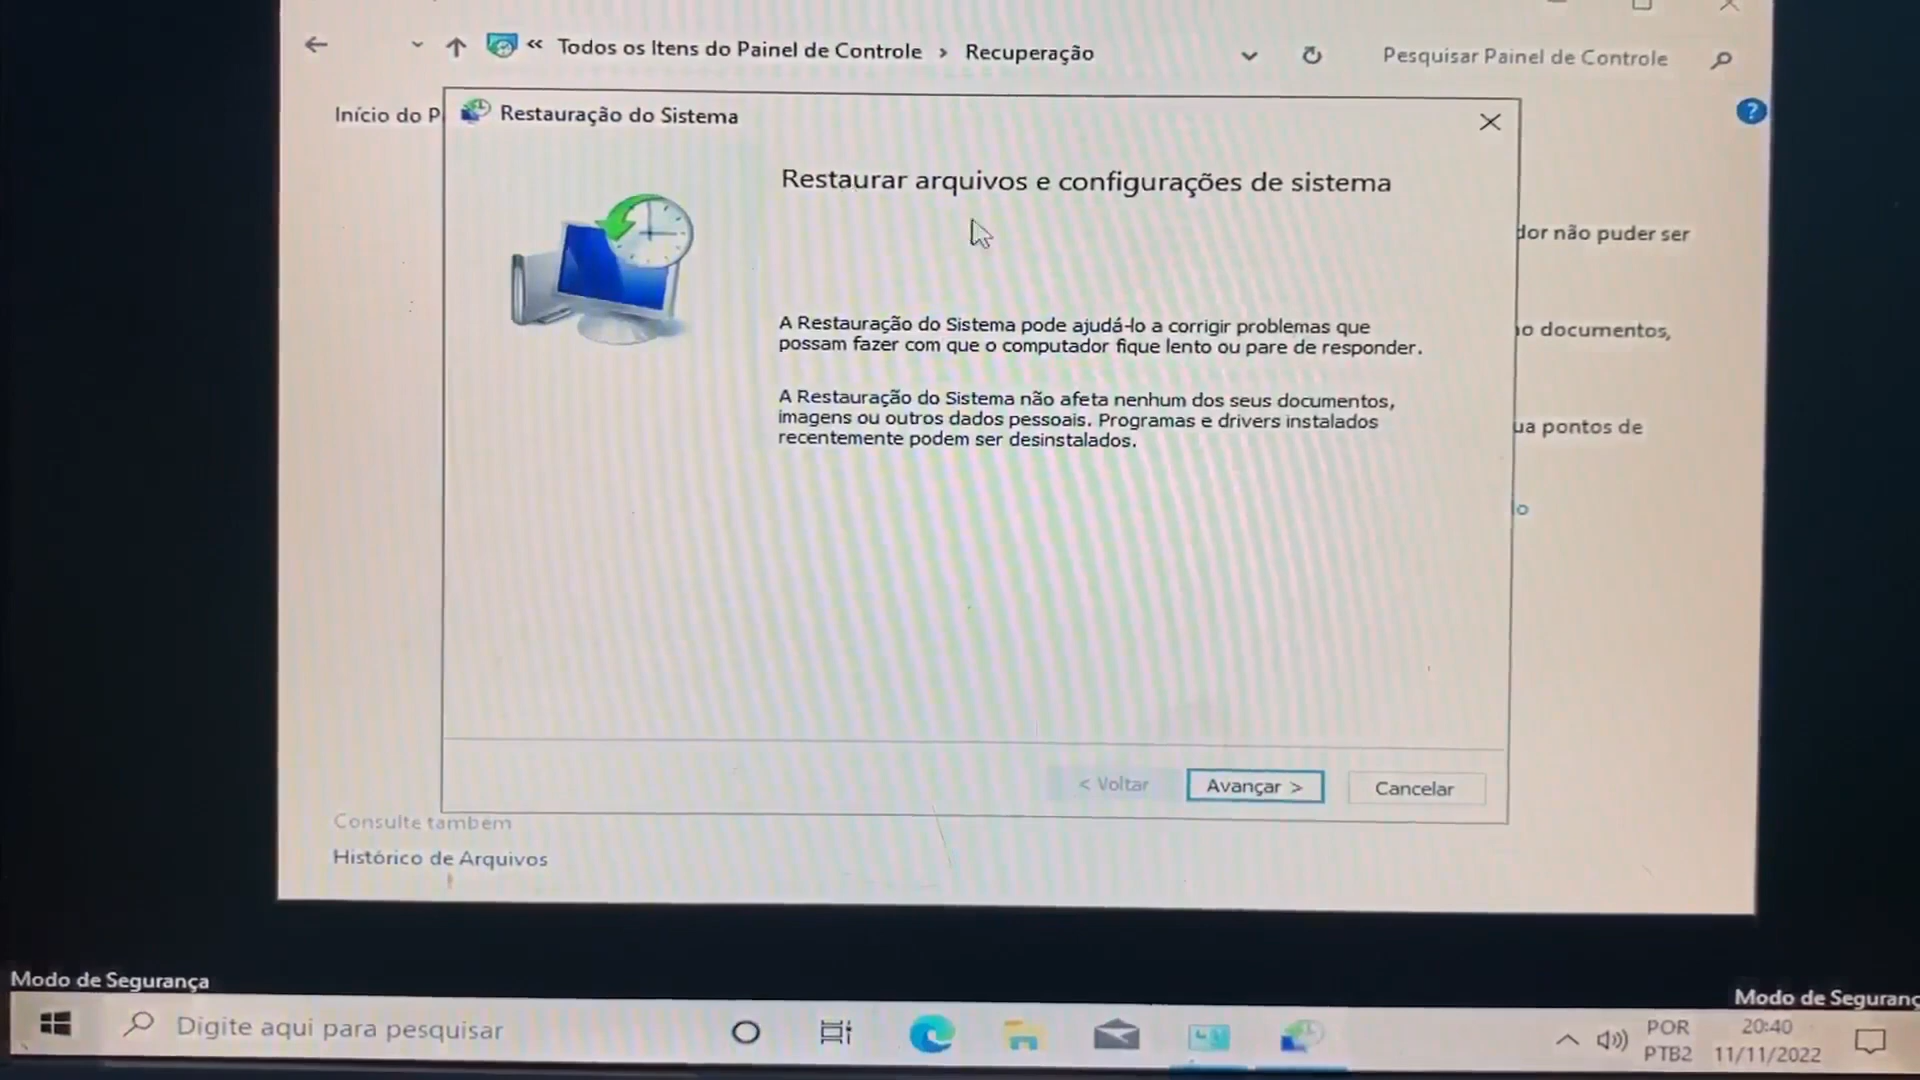 « Todos os Itens do Painel de Controle › Recuperação
Pesquisar Painel de Controle
Início do P
Restauração do Sistema
?
Restaurar arquivos e configurações de sistema
dor não puder ser
A Restauração do Sistema pode ajudá-lo a corrigir problemas que
possam fazer com que o computador fique lento ou pare de responder.
documentos,
A Restauração do Sistema não afeta nenhum dos seus documentos,
imagens ou outros dados pessoais. Programas e drivers instalados
recentemente podem ser desinstalados.
ua pontos de
lo
< Voltar
Avançar >
Cancelar
Consulte também
Histórico de Arquivos
Modo de Segurança
Modo de Seguranç
Digite aqui para pesquisar
POR
PTB2
20:40
11/11/2022